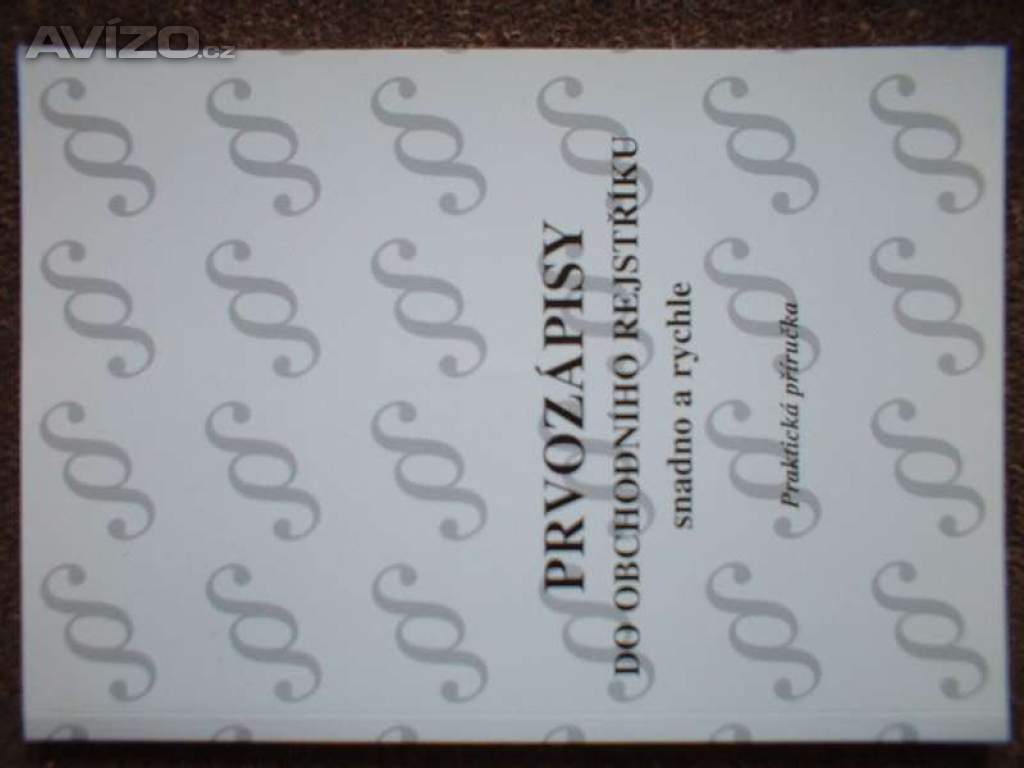 AVÍZO.cz
PRVOZÁPISY
DO OBCHODNÍHO REJSTŘÍKU
snadno a rychle
Praktická příručka